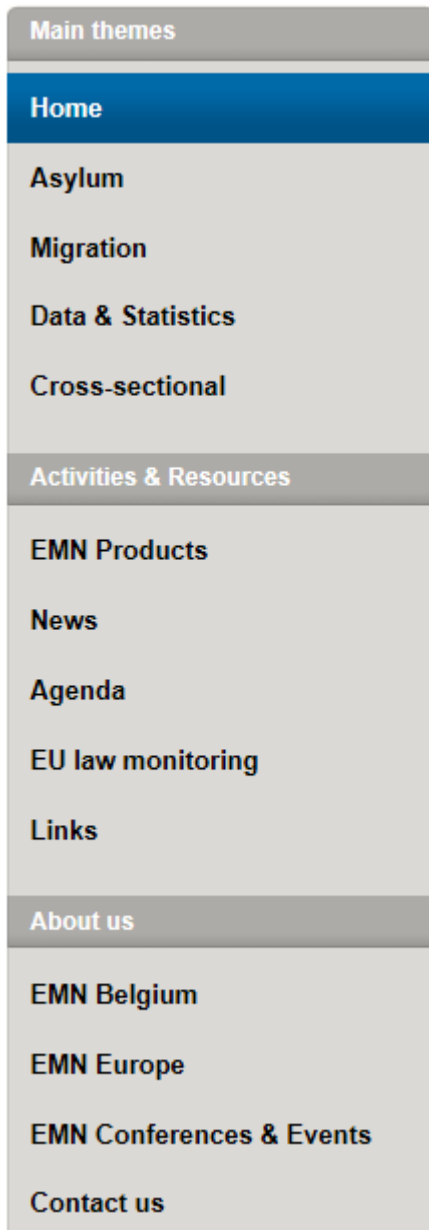 Main themes
Home
Asylum
Migration
Data & Statistics
Cross-sectional
Activities & Resources
EMN Products
News
Agenda
EU law monitoring
Links
About us
EMN Belgium
EMN Europe
EMN Conferences & Events
Contact us